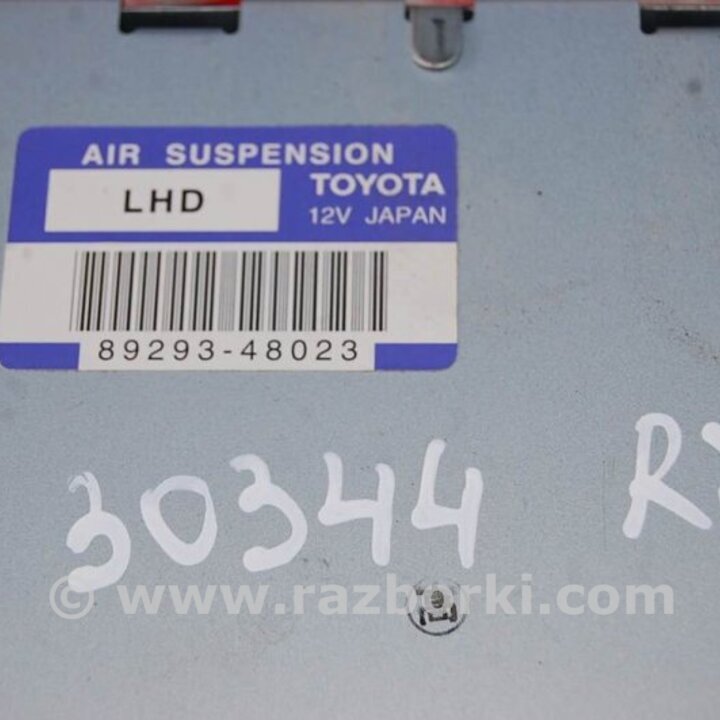 AIR SUSPENSION
LHD
TOYOTA
12V JAPAN
89293-48023
30344
© www.razborki.com